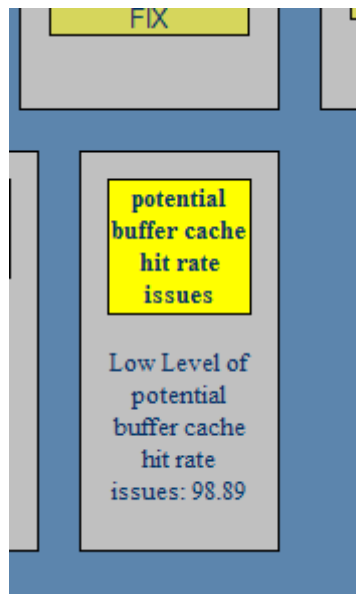 FIX
potential
buffer cache
hit rate
issues
Low Level of
potential
buffer cache
hit rate
issues: 98.89